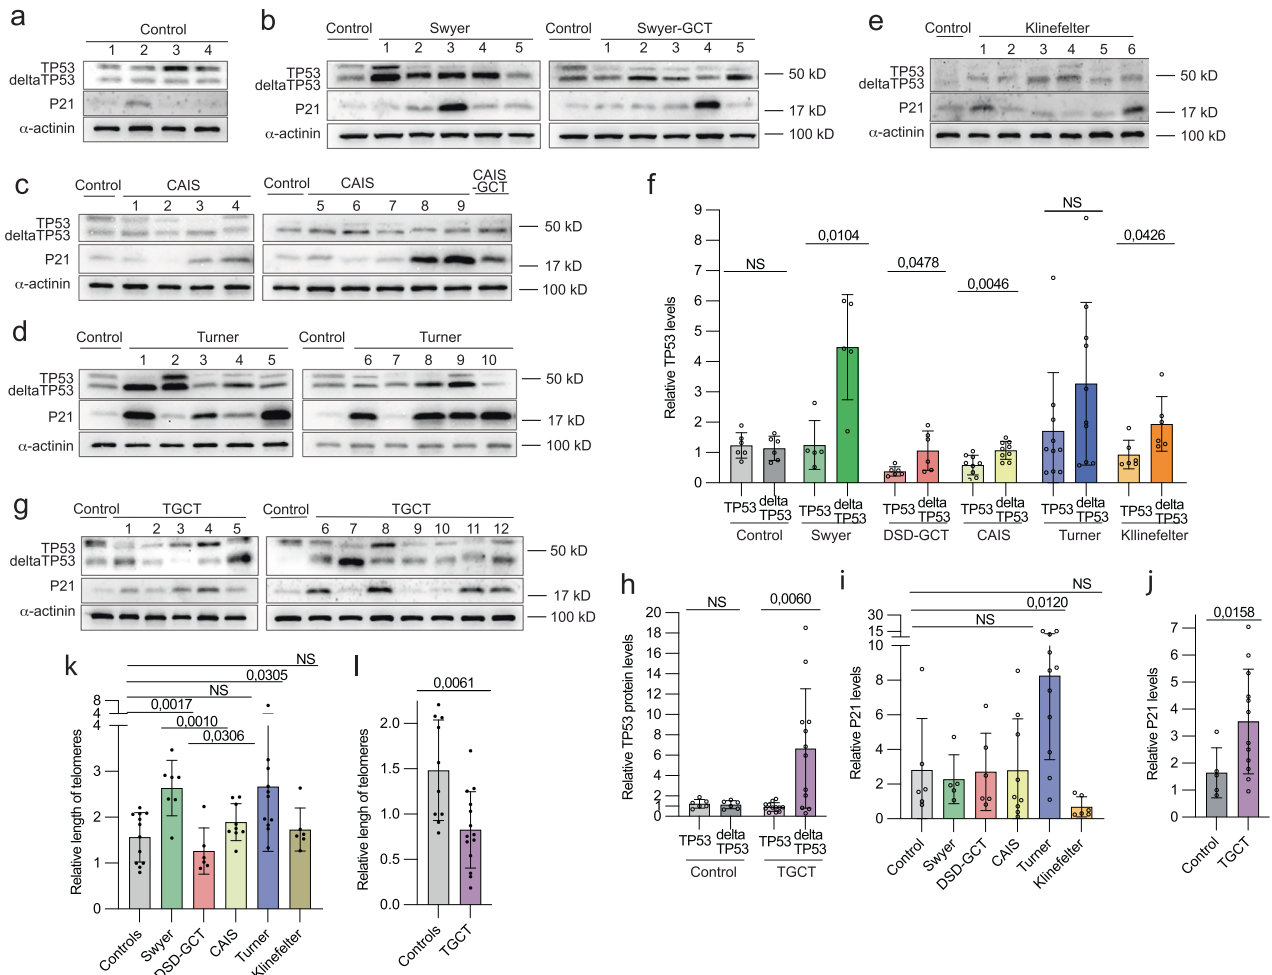 a
Control
1 2 3 4
TP53
deltaTP53
P21
α-actinin
b
Control Swyer
1 2 3 4 5
Control Swyer-GCT
1 2 3 4 5
TP53
deltaTP53
P21
α-actinin
50 kD
17 kD
100 kD
e
Control Klinefelter
1 2 3 4 5 6
TP53
deltaTP53
P21
α-actinin
50 kD
17 kD
100 kD
c
Control CAIS
1 2 3 4
Control CAIS CAIS
-GCT
5 6 7 8 9
TP53
deltaTP53
P21
α-actinin
50 kD
17 kD
100 kD
d
Control Turner
1 2 3 4 5
Control Turner
6 7 8 9 10
TP53
deltaTP53
P21
α-actinin
50 kD
17 kD
100 kD
f
Relative TP53 levels
9
8
7
6
5
4
3
2
1
0
NS
0,0104
0,0478
0,0046
NS
0,0426
TP53 delta TP53
Control
TP53 delta TP53
Swyer
TP53 delta TP53
DSD-GCT
TP53 delta TP53
CAIS
TP53 delta TP53
Turner
TP53 delta TP53
Kllinefelter
g
Control TGCT
1 2 3 4 5
Control TGCT
6 7 8 9 10 11 12
TP53
deltaTP53
P21
α-actinin
50 kD
17 kD
100 kD
h
Relative TP53 protein levels
20
18
16
14
12
10
8
6
4
2
1
0
NS
0,0060
TP53 delta TP53
Control
TP53 delta TP53
TGCT
i
Relative P21 levels
30
15
10
8
6
4
2
0
NS
0,0120
NS
Control
Swyer
DSD-GCT
CAIS
Turner
Klinefelter
j
Relative P21 levels
7
6
5
4
3
2
1
0
0,0158
Control
TGCT
k
Relative length of telomeres
8
4
4
3
2
1
0
NS
0,0305
NS
0,0017
0,0010
0,0306
Controls
Swyer
DSD-GCT
CAIS
Turner
Klinefelter
l
Relative length of telomeres
2.0
1.5
1.0
0.5
0.0
0,0061
Controls
TGCT